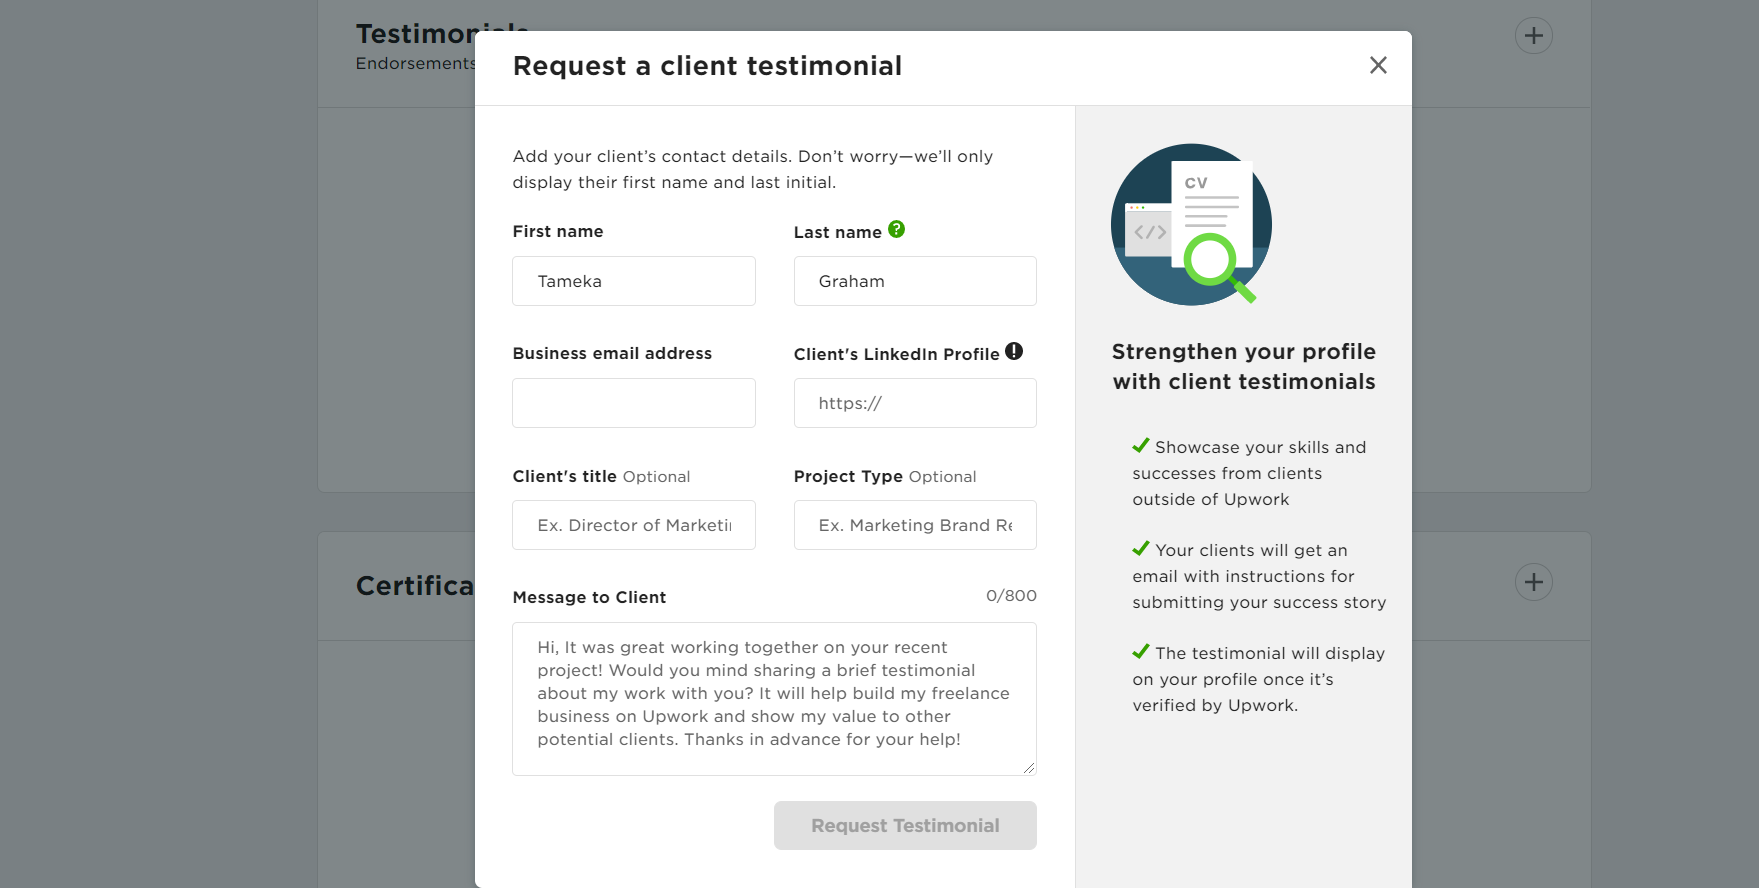 Testimonials
Endorsements
Request a client testimonial
Add your client’s contact details. Don’t worry—we’ll only
display their first name and last initial.
First name
Last name ?
Tameka
Graham
Business email address
Client's LinkedIn Profile !
https://
Client's title Optional
Project Type Optional
Ex. Director of Marketi
Ex. Marketing Brand Re
Message to Client
0/800
Hi, It was great working together on your recent
project! Would you mind sharing a brief testimonial
about my work with you? It will help build my freelance
business on Upwork and show my value to other
potential clients. Thanks in advance for your help!
Request Testimonial
CV
</>
Strengthen your profile
with client testimonials
Showcase your skills and
successes from clients
outside of Upwork
Your clients will get an
email with instructions for
submitting your success story
The testimonial will display
on your profile once it’s
verified by Upwork.
Certifica